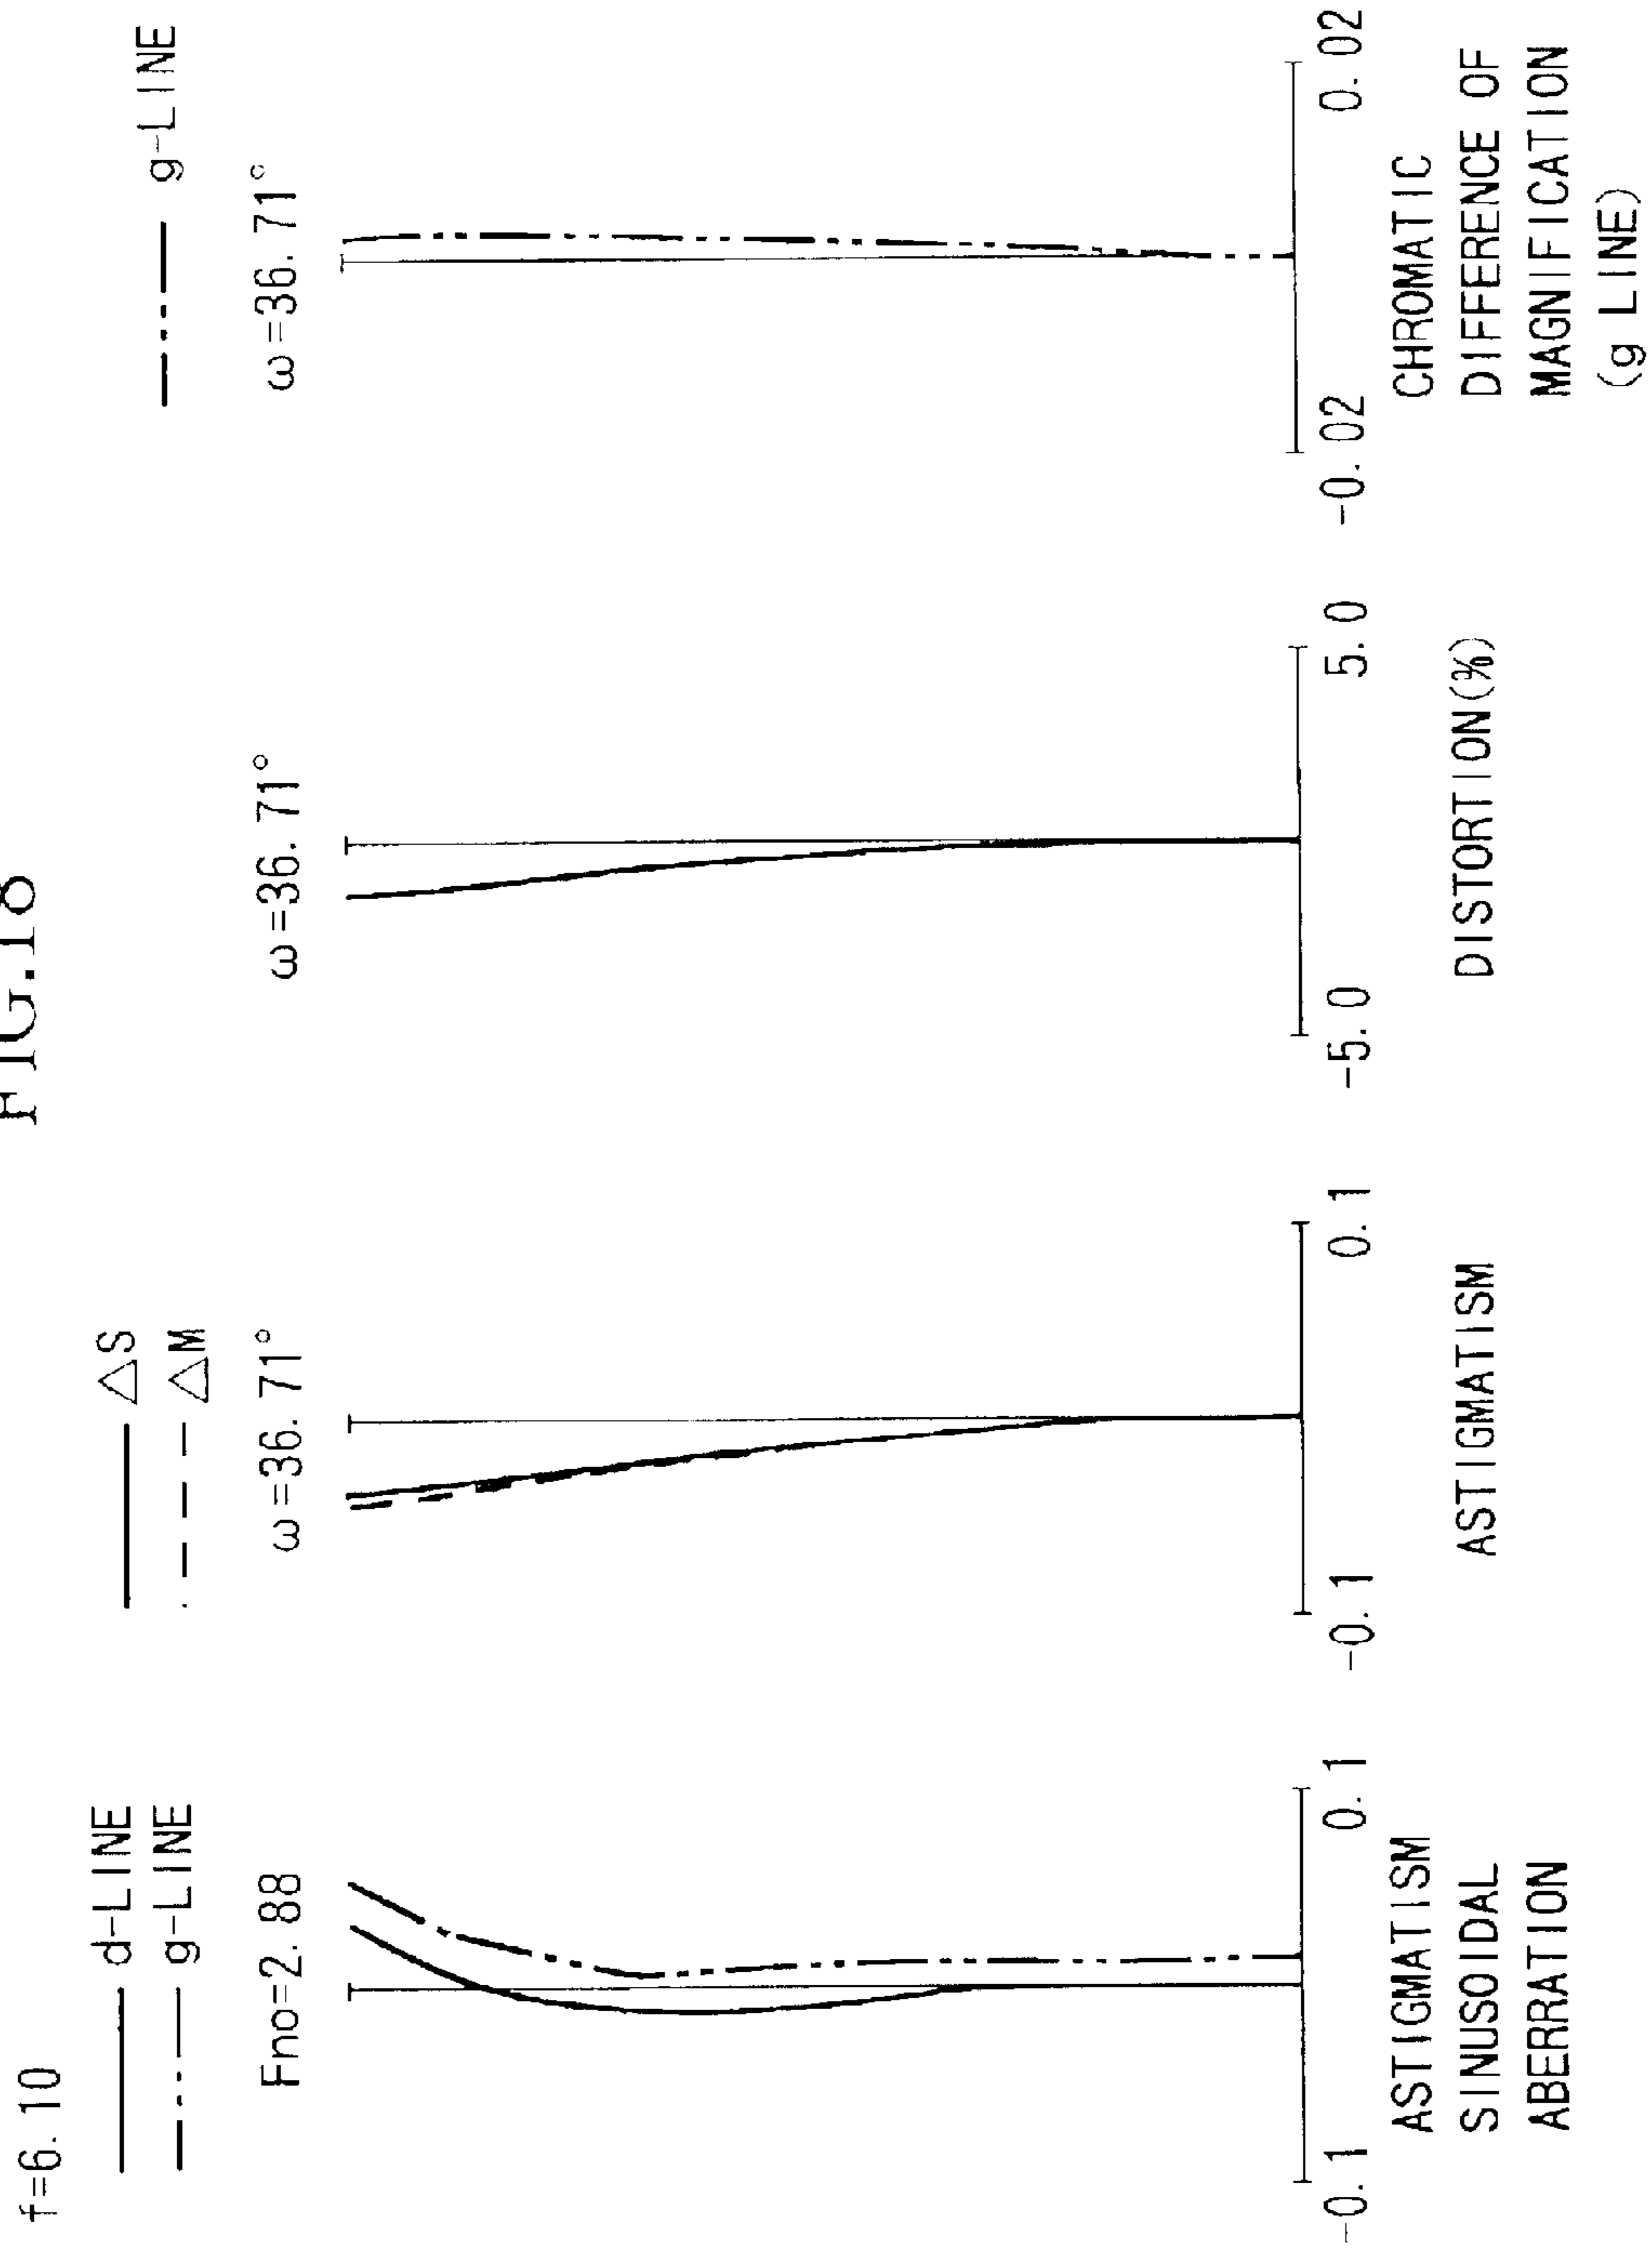 FIG.18
f=6.10
d-LINE
g-LINE
Fno=2.88
-0.1
0.1
ASTIGMATISM
SINUSOIDAL
ABERRATION
△S
△M
ω=36.71°
-0.1
0.1
ASTIGMATISM
ω=36.71°
-5.0
5.0
DISTORTION(%)
g-LINE
ω=36.71°
-0.02
0.02
CHROMATIC
DIFFERENCE OF
MAGNIFICATION
(g LINE)